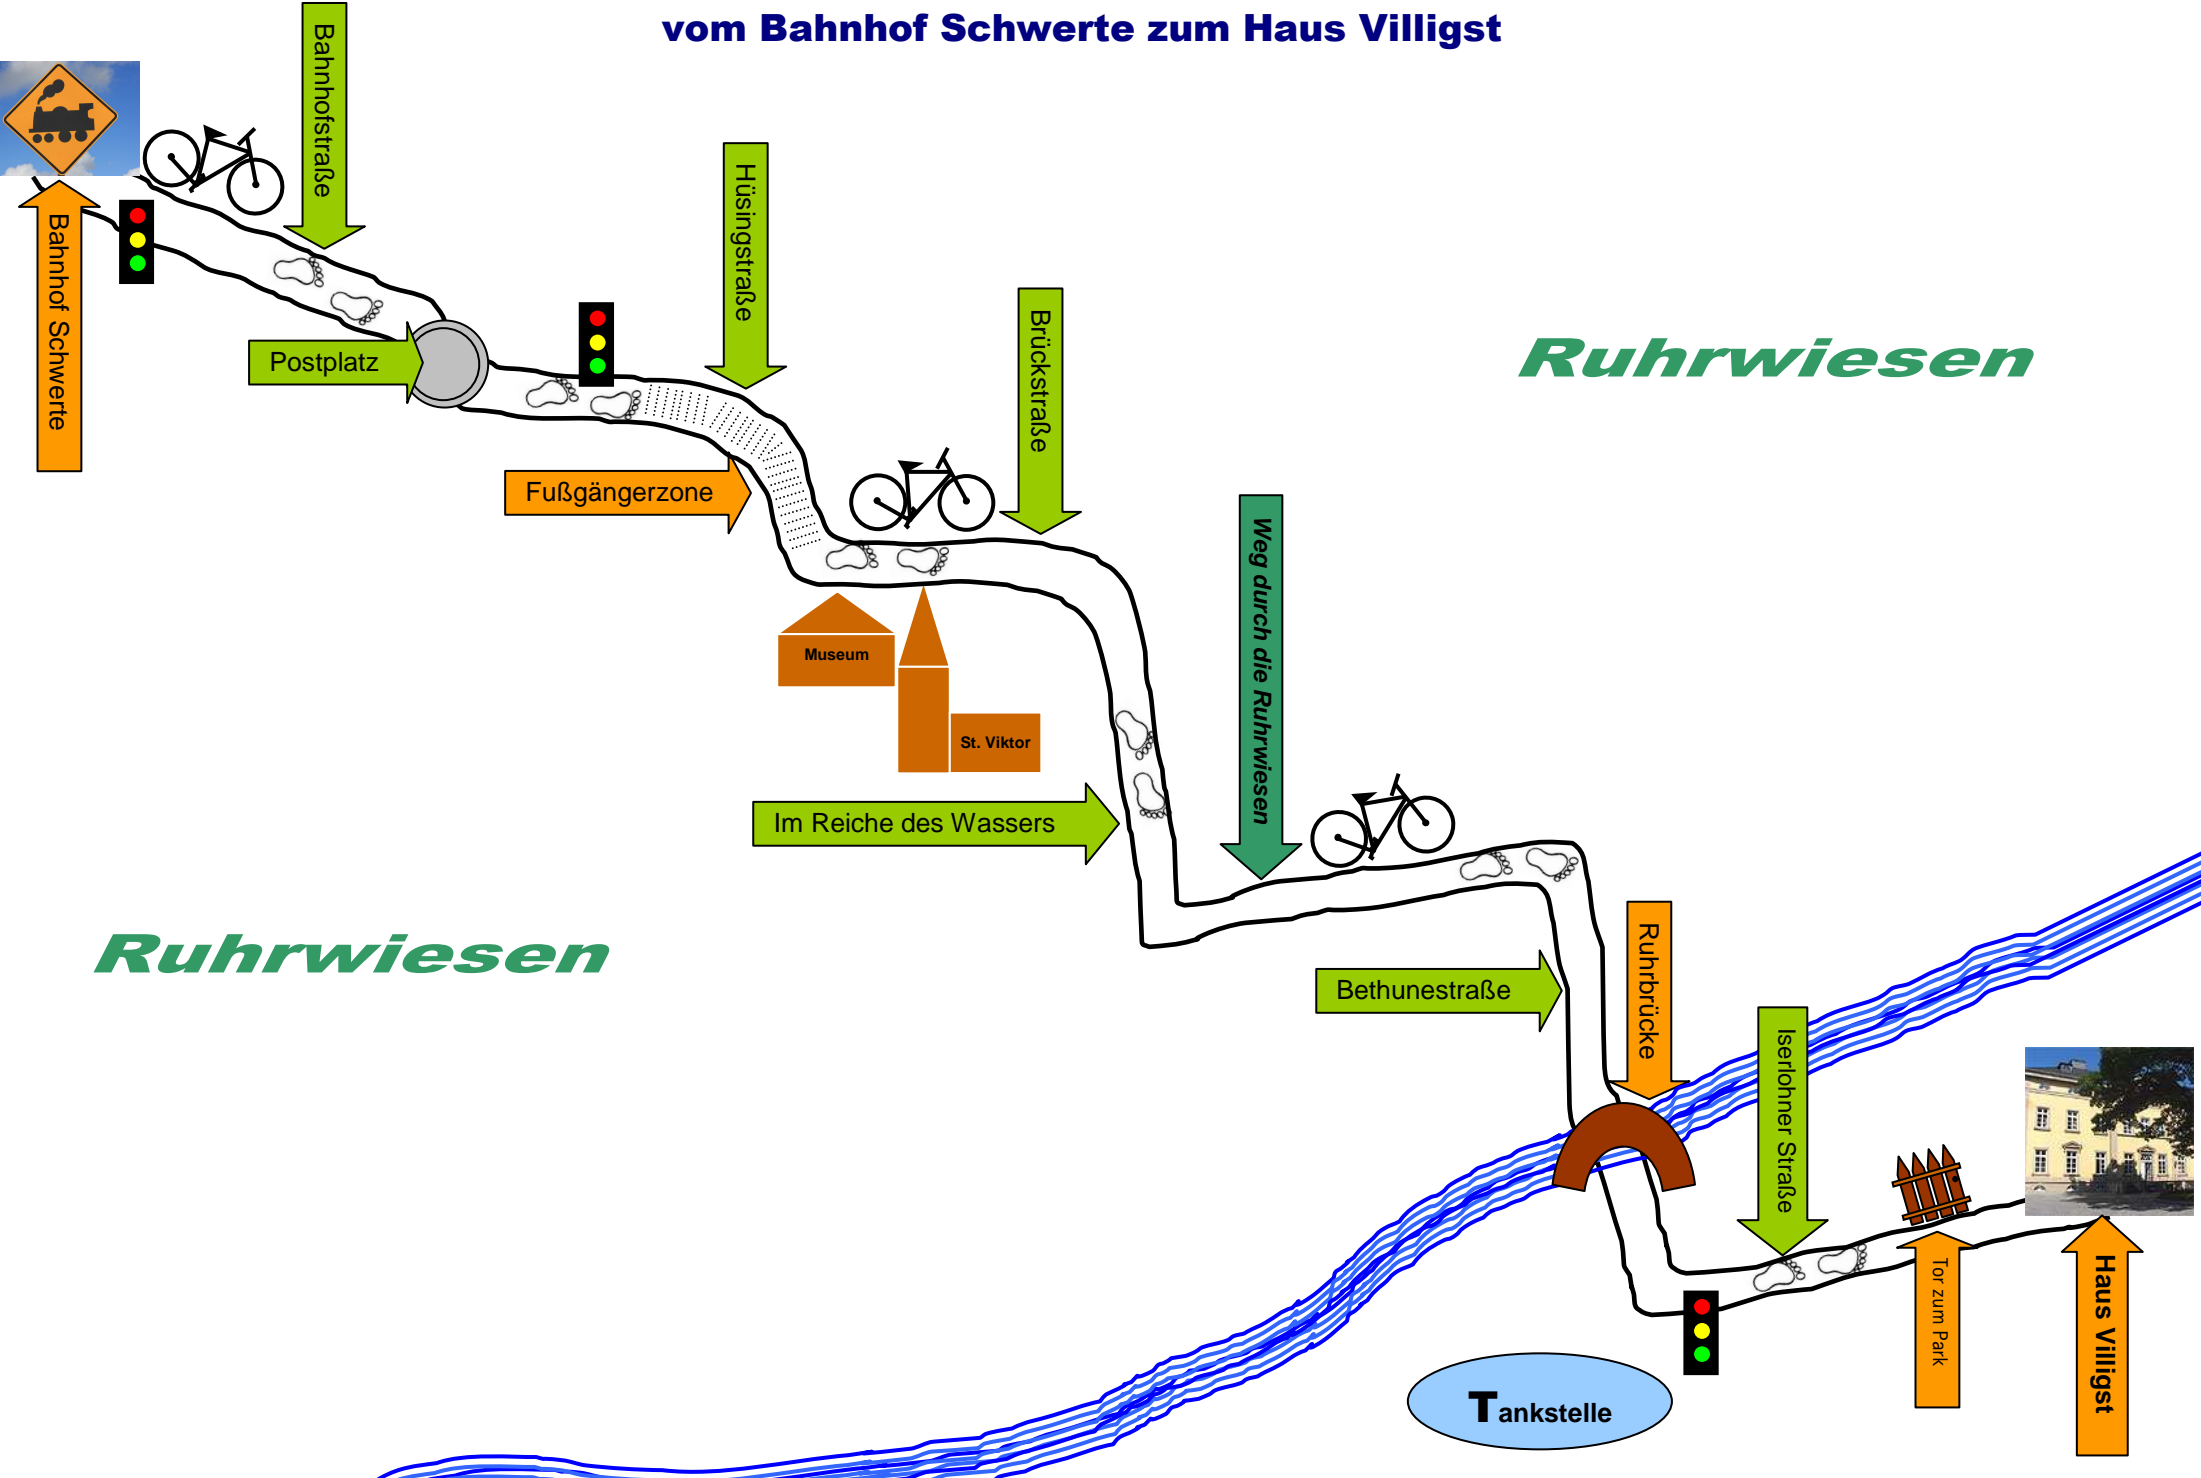 vom Bahnhof Schwerte zum Haus Villigst
Bahnhofstraße
Bahnhof Schwerte
Hüsingstraße
Postplatz
Brückstraße
Ruhrwiesen
Fußgängerzone
Weg durch die Ruhrwiesen
Museum
St. Viktor
Im Reiche des Wassers
Ruhrwiesen
Bethunestraße
Ruhrbrücke
Iserlohner Straße
Tor zum Park
Haus Villigst
Tankstelle